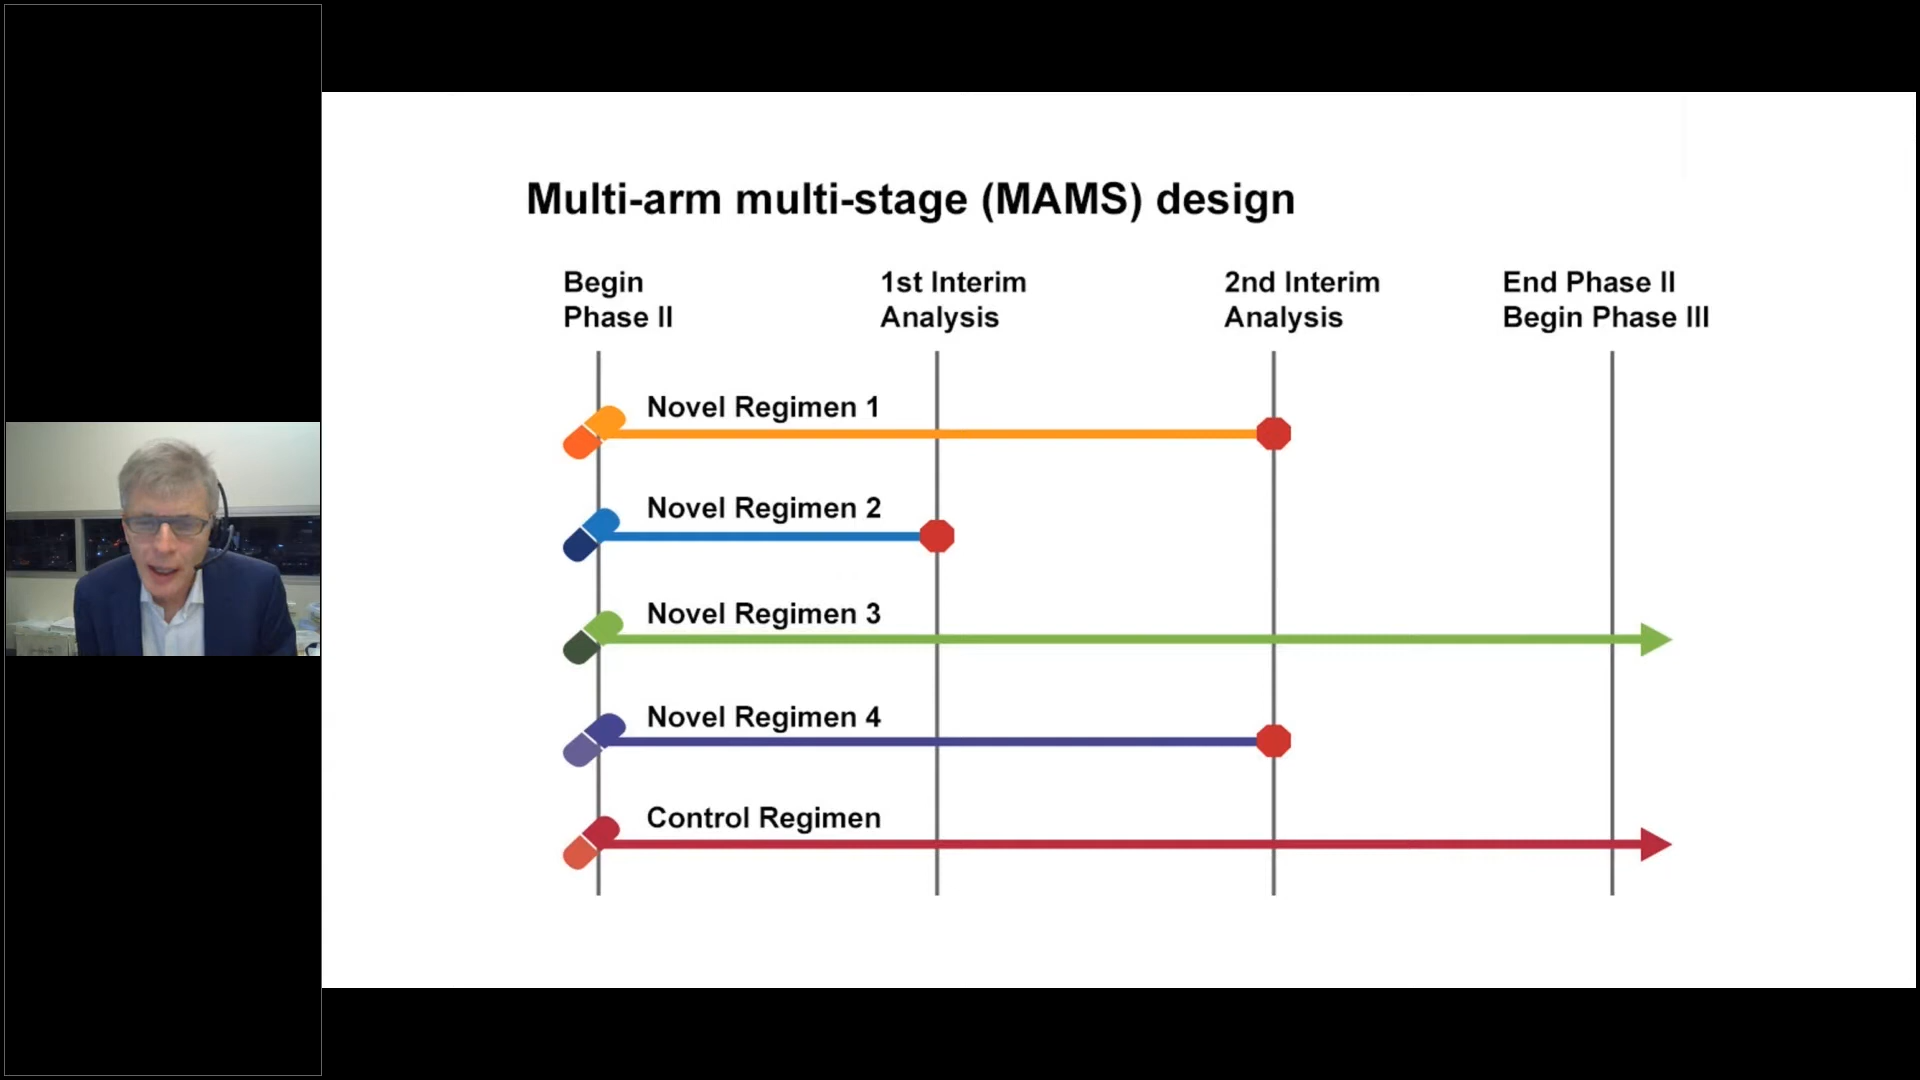 Multi-arm multi-stage (MAMS) design
Begin
Phase II
1st Interim
Analysis
2nd Interim
Analysis
End Phase II
Begin Phase III
Novel Regimen 1
Novel Regimen 2
Novel Regimen 3
Novel Regimen 4
Control Regimen